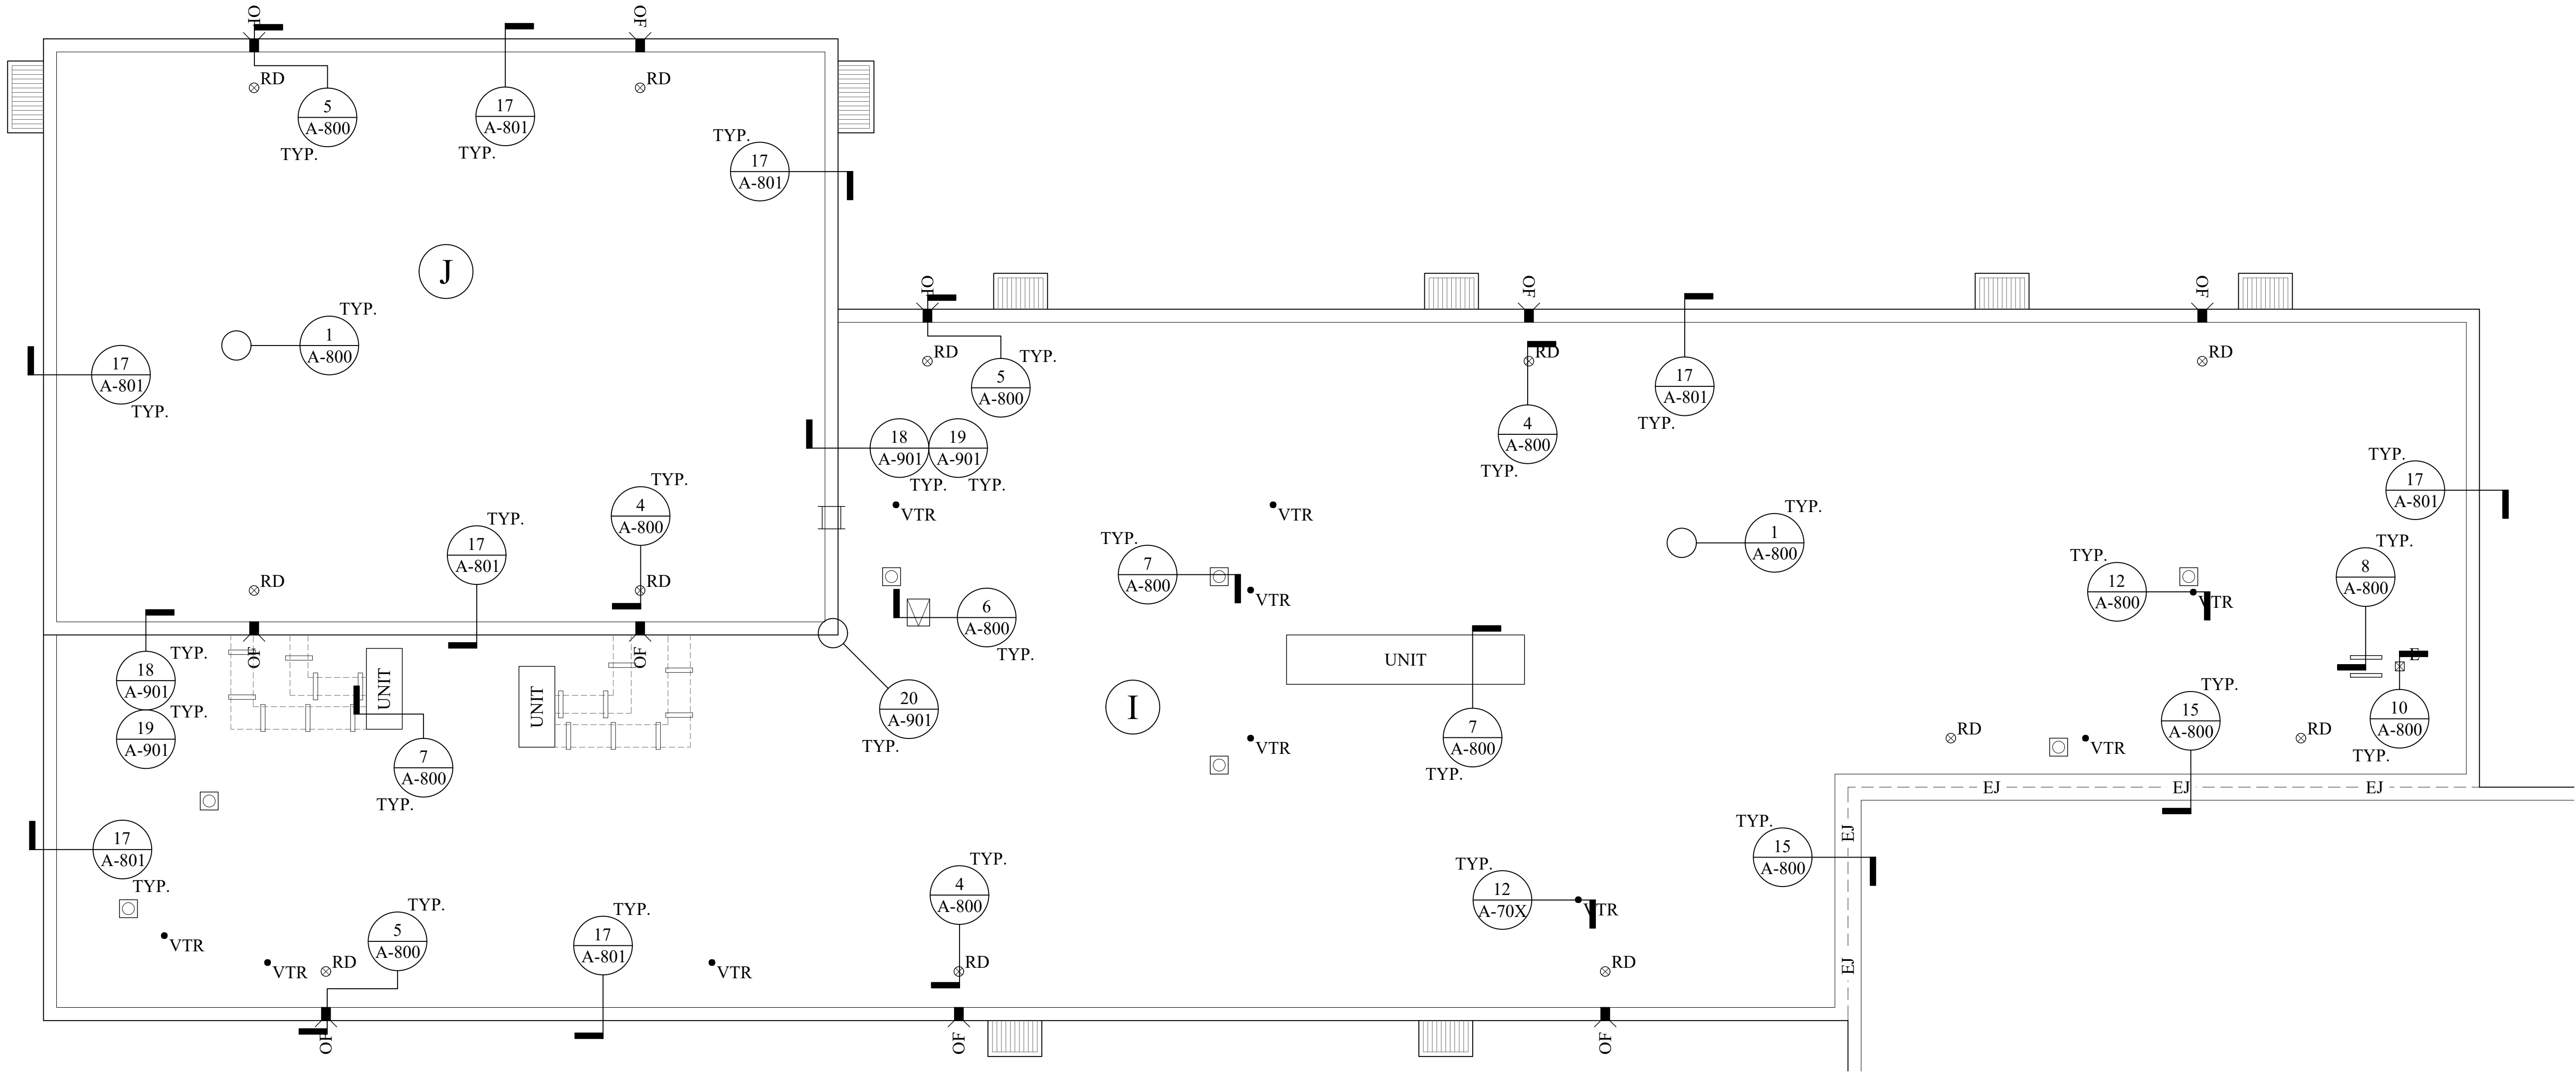 OF
OF
RD
RD
5
A-800
TYP.
17
A-801
TYP.
TYP.
17
A-801
J
TYP.
1
A-800
17
A-801
TYP.
TYP.
4
A-800
TYP.
17
A-801
RD
RD
OF
OF
TYP.
18
A-901
TYP.
19
A-901
UNIT
UNIT
7
A-800
TYP.
17
A-801
TYP.
VTR
VTR
RD
TYP.
5
A-800
OF
TYP.
17
A-801
VTR
OF
RD
TYP.
5
A-800
18
A-901
TYP.
19
A-901
TYP.
VTR
VTR
6
A-800
TYP.
20
A-901
TYP.
TYP.
7
A-800
VTR
I
VTR
UNIT
7
A-800
TYP.
OF
RD
4
A-800
TYP.
17
A-801
TYP.
TYP.
1
A-800
OF
RD
TYP.
17
A-801
TYP.
12
A-800
VTR
TYP.
8
A-800
E
10
A-800
TYP.
TYP.
15
A-800
RD
VTR
RD
EJ
EJ
EJ
EJ
EJ
TYP.
15
A-800
TYP.
4
A-800
RD
OF
TYP.
12
A-70X
VTR
RD
OF